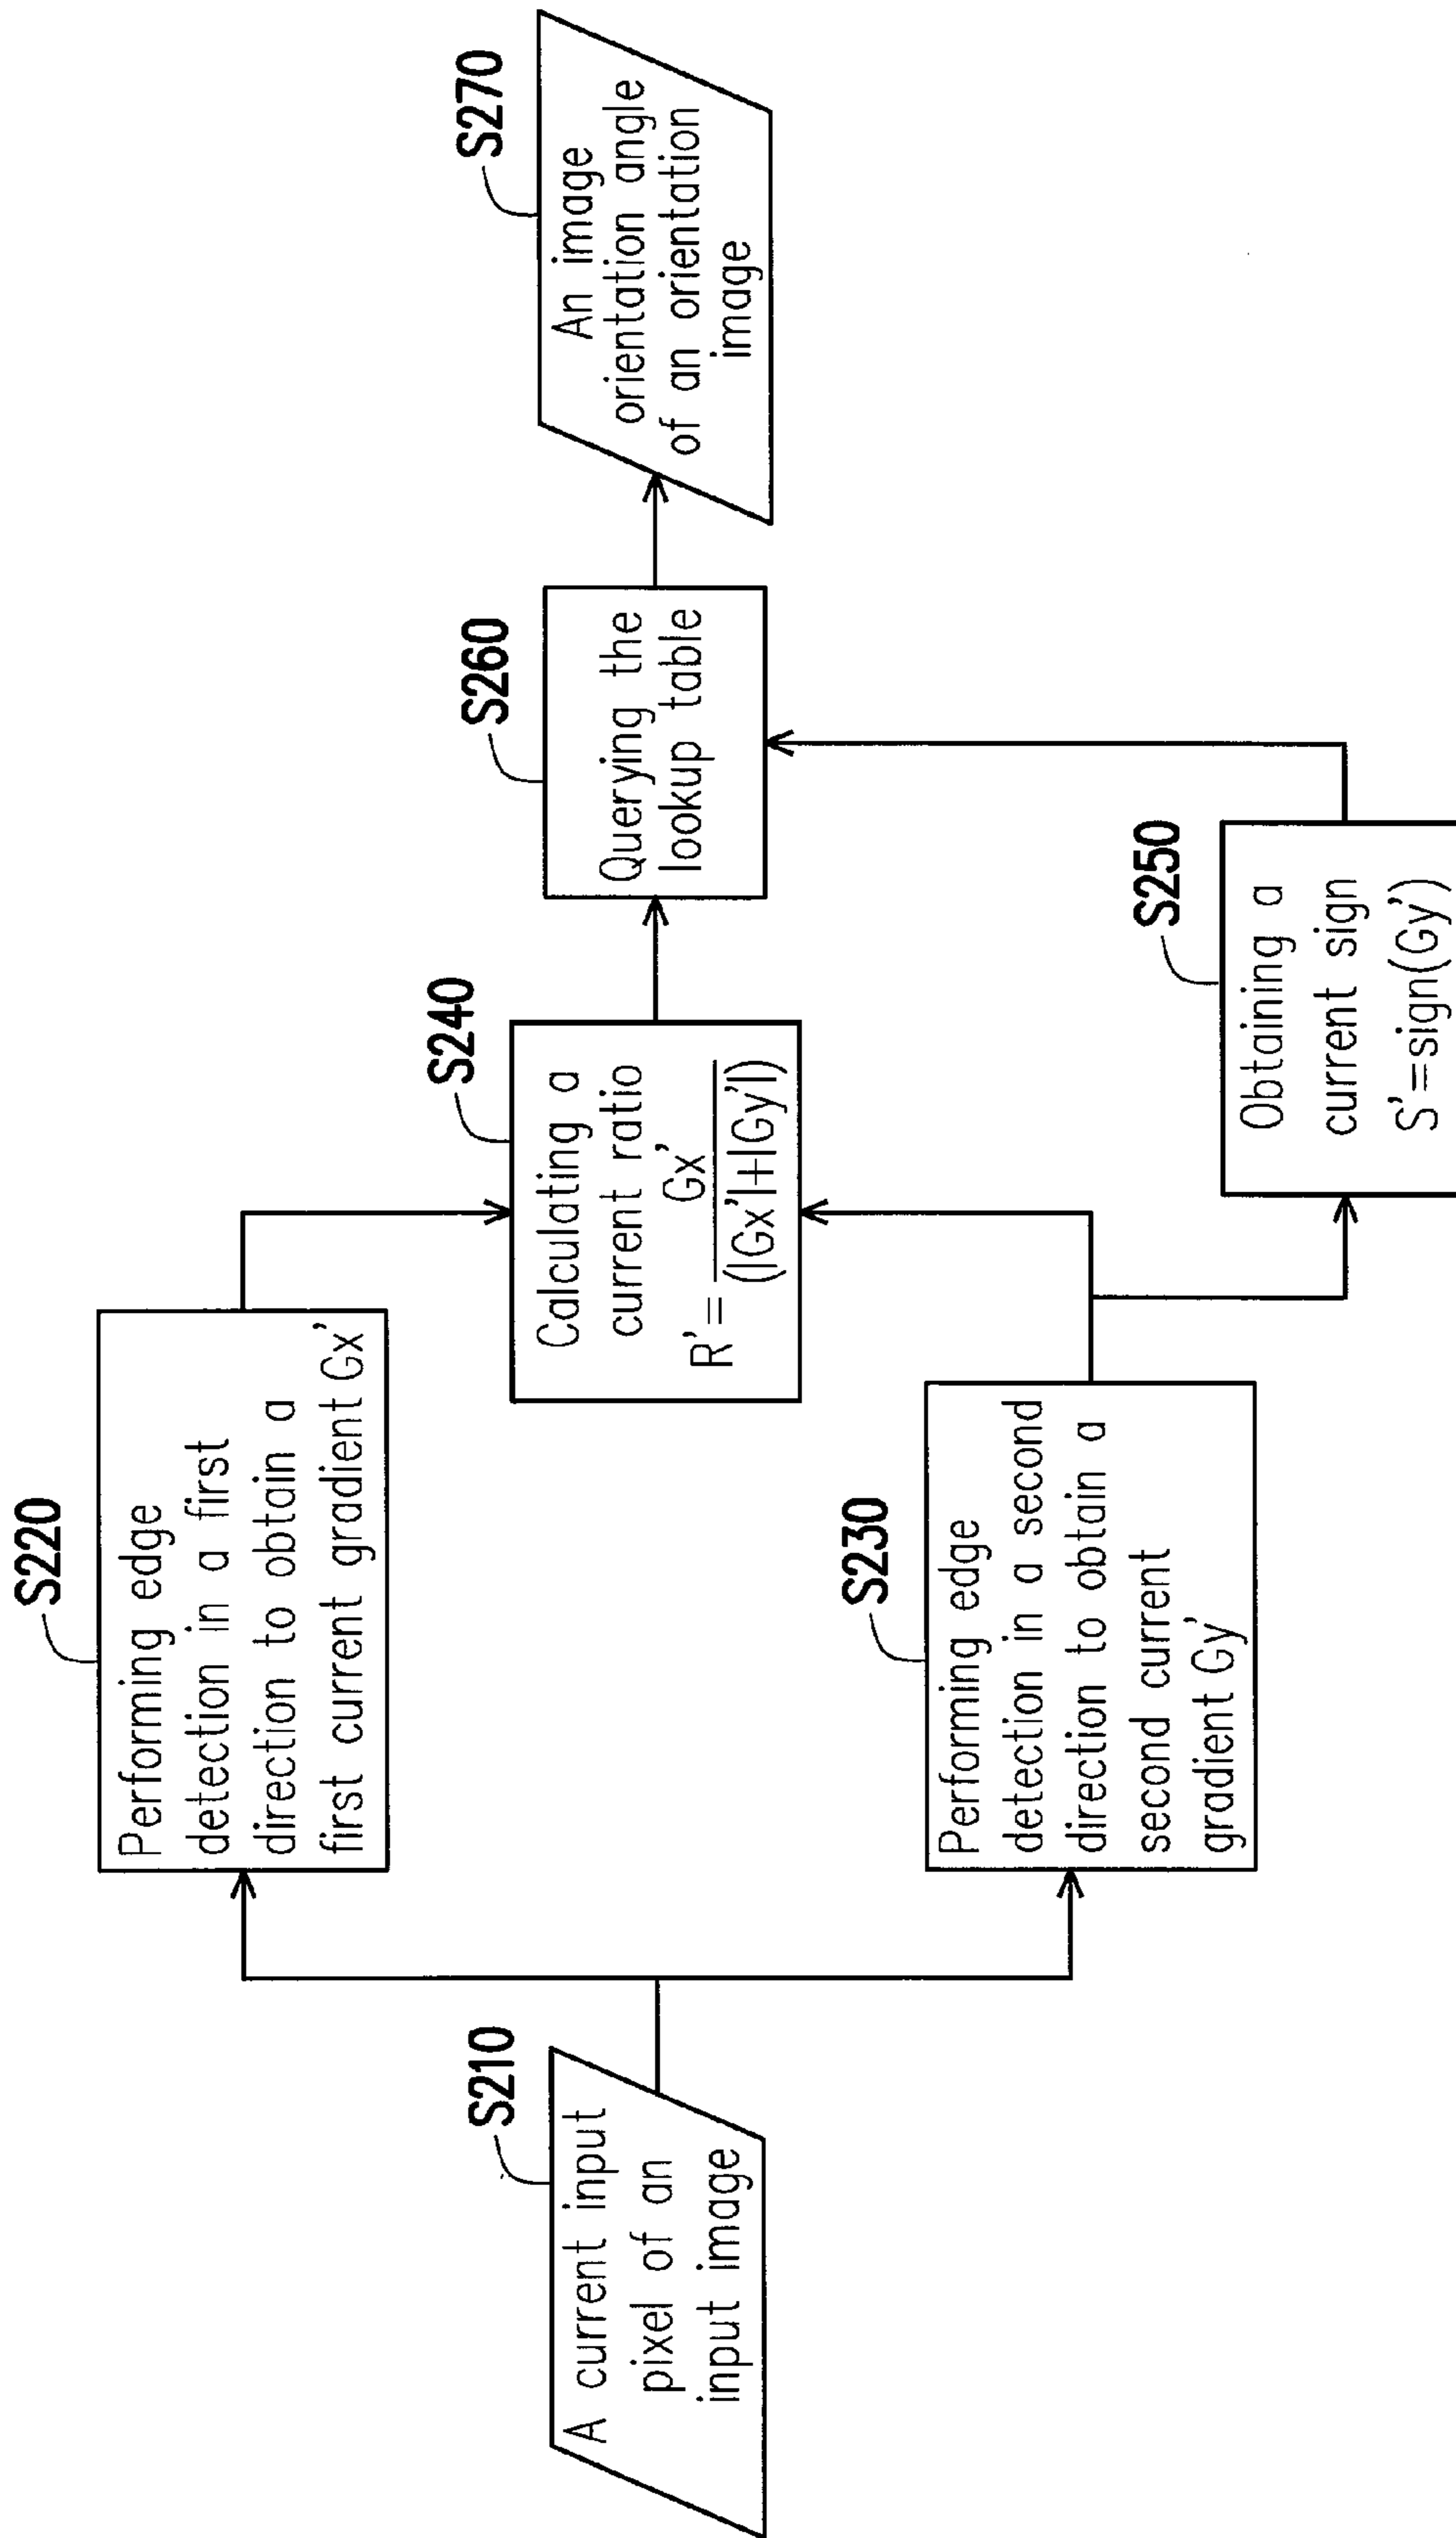 S210
A current input
pixel of an
input image
S220
Performing edge
detection in a first
direction to obtain a
first current gradient Gx'
S230
Performing edge
detection in a second
direction to obtain a
second current
gradient Gy'
S240
Calculating a
current ratio
R'= Gx' / (|Gx'|+|Gy'|)
S250
Obtaining a
current sign
S'=sign(Gy')
S260
Querying the
lookup table
S270
An image
orientation angle
of an orientation
image